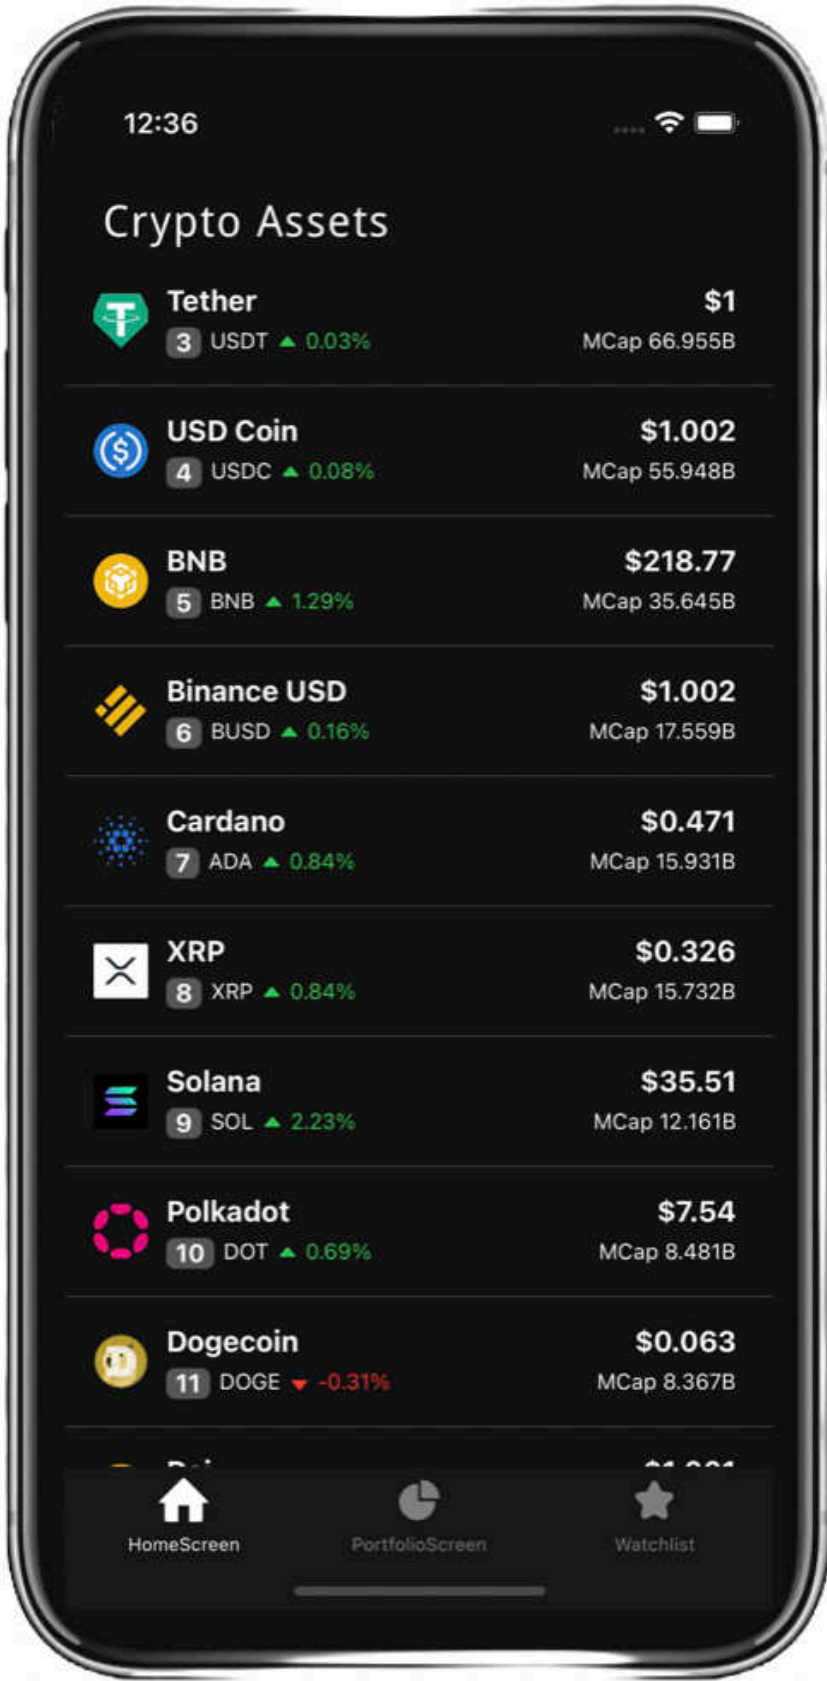 12:36
Crypto Assets
Tether $1
3 USDT ▲ 0.03% MCap 66.955B
USD Coin $1.002
4 USDC ▲ 0.08% MCap 55.948B
BNB $218.77
5 BNB ▲ 1.29% MCap 35.645B
Binance USD $1.002
6 BUSD ▲ 0.16% MCap 17.559B
Cardano $0.471
7 ADA ▲ 0.84% MCap 15.931B
XRP $0.326
8 XRP ▲ 0.84% MCap 15.732B
Solana $35.51
9 SOL ▲ 2.23% MCap 12.161B
Polkadot $7.54
10 DOT ▲ 0.69% MCap 8.481B
Dogecoin $0.063
11 DOGE ▼ -0.31% MCap 8.367B
HomeScreen PortfolioScreen Watchlist